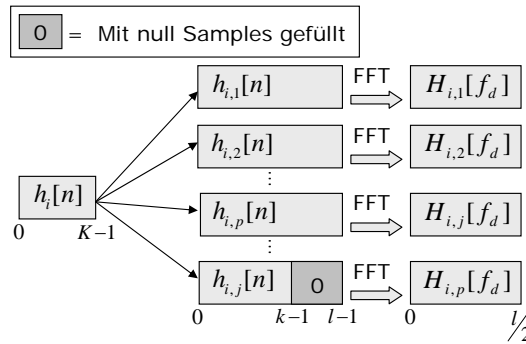 0 = Mit null Samples gefüllt
h_{i,1}[n] FFT H_{i,1}[f_d]
h_{i,2}[n] FFT H_{i,2}[f_d]
⋮ ⋮
h_i[n] h_{i,p}[n] FFT H_{i,j}[f_d]
0 K-1
⋮ ⋮
h_{i,j}[n] 0 FFT H_{i,p}[f_d]
0 k-1 l-1 0 l/2